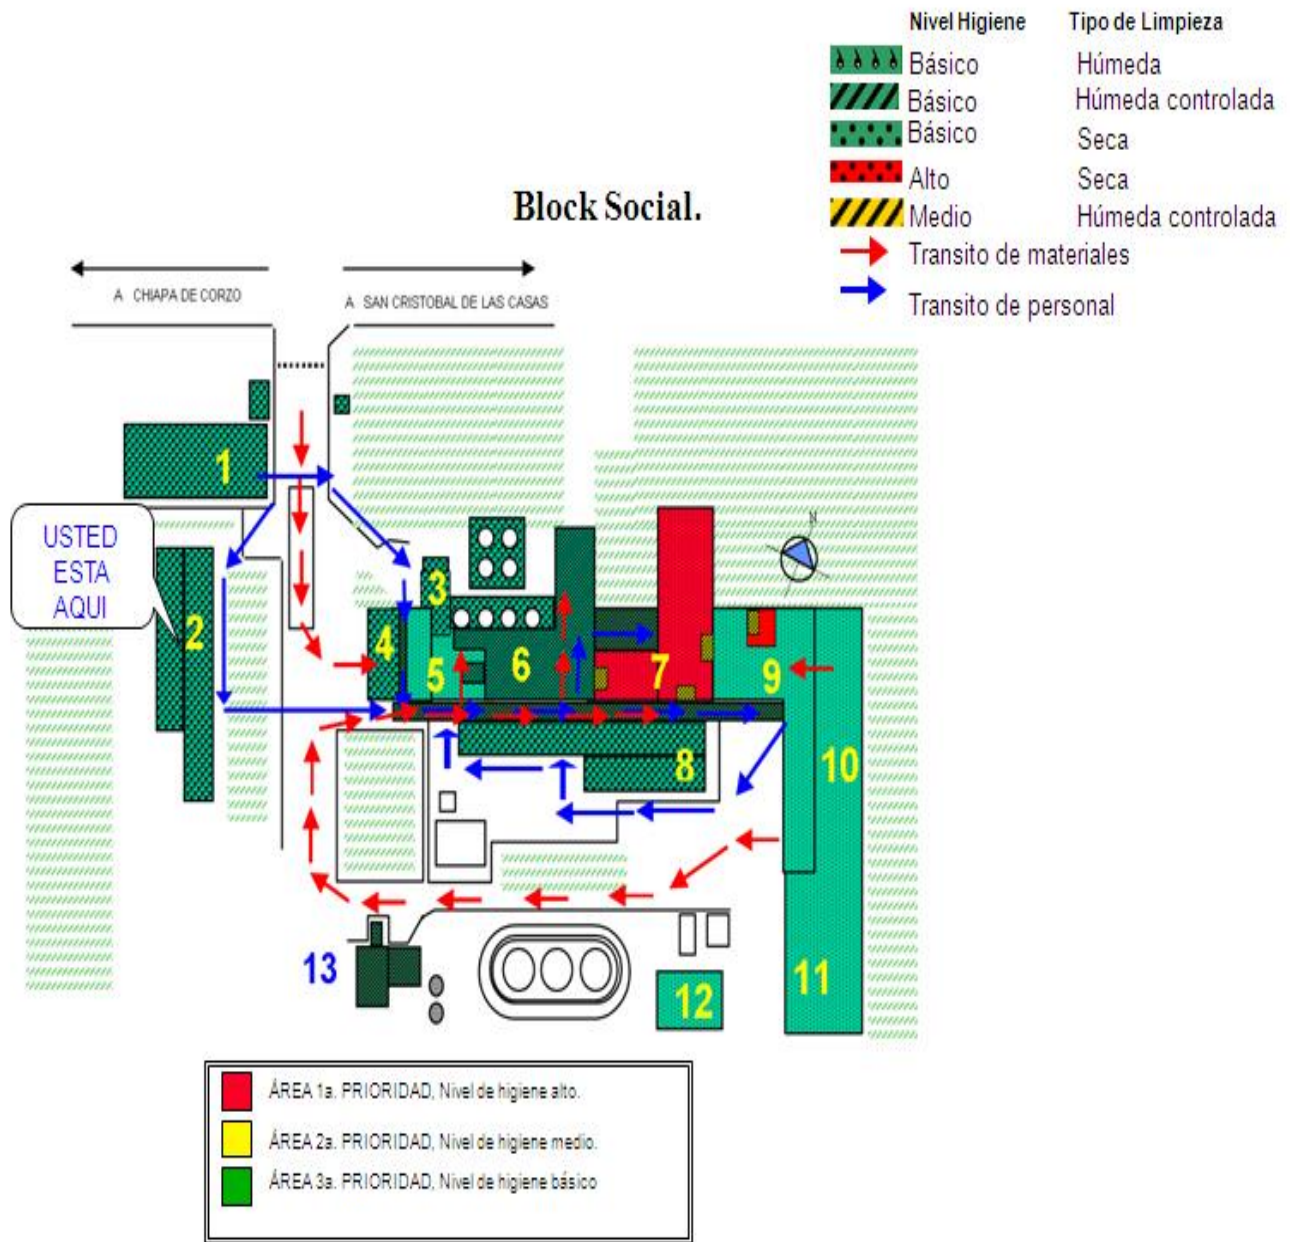 Nivel Higiene Tipo de Limpieza
Básico Húmeda
Básico Húmeda controlada
Básico Seca
Alto Seca
Medio Húmeda controlada
Transito de materiales
Transito de personal
Block Social.
A CHIAPA DE CORZO
A SAN CRISTOBAL DE LAS CASAS
1
USTED
ESTA
AQUI
2
3
4
5
6
7
8
9
10
11
12
13
N
ÁREA 1a. PRIORIDAD, Nivel de higiene alto.
ÁREA 2a. PRIORIDAD, Nivel de higiene medio.
ÁREA 3a. PRIORIDAD, Nivel de higiene básico